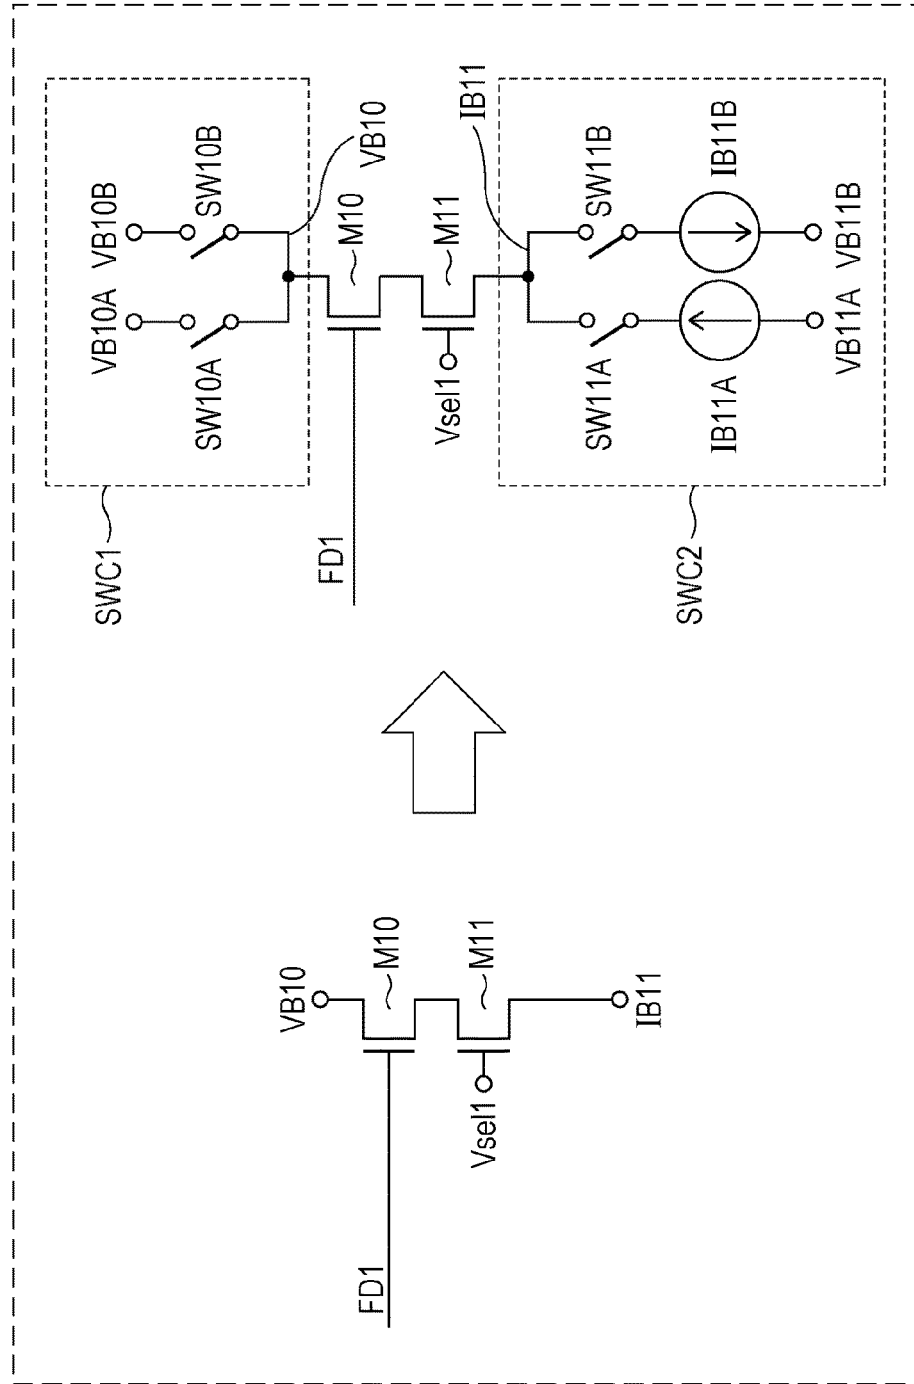 SWC1
VB10A
VB10B
SW10A
SW10B
VB10
FD1
M10
Vsel1
M11
IB11
SWC2
SW11A
SW11B
IB11A
IB11B
VB11A
VB11B
FD1
VB10
M10
Vsel1
M11
IB11